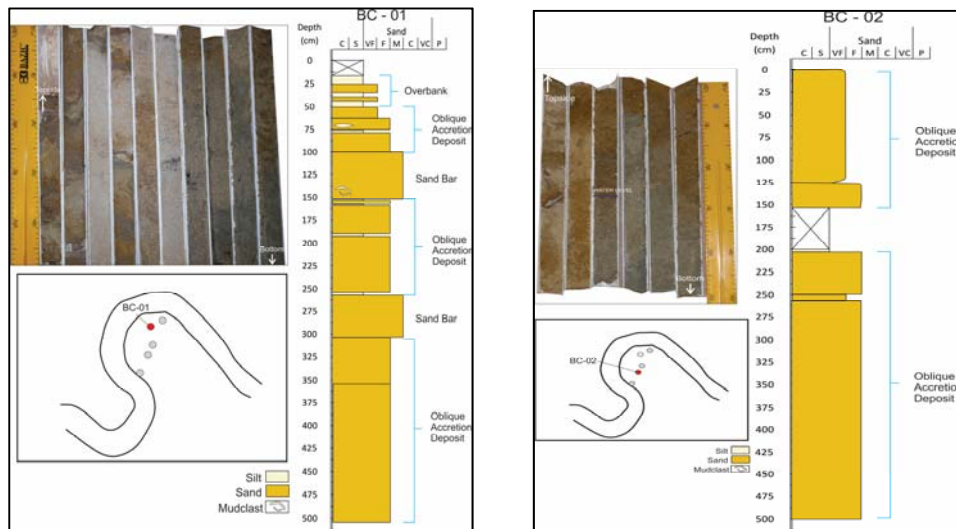 BC - 01
Depth
(cm)
Sand
C S VF F M C VC P
0
25
50
75
100
125
150
175
200
225
250
275
300
325
350
375
400
425
450
475
500
Overbank
Oblique
Accretion
Deposit
Sand Bar
Oblique
Accretion
Deposit
Sand Bar
Oblique
Accretion
Deposit
Bottom
BC-01
Silt
Sand
Mudclast
BC - 02
Depth
(cm)
Sand
C S VF F M C VC P
0
25
50
75
100
125
150
175
200
225
250
275
300
325
350
375
400
425
450
475
500
Oblique
Accretion
Deposit
Oblique
Accretion
Deposit
Topside
WATER LEVEL
Bottom
BC-02
Silt
Sand
Mudclast